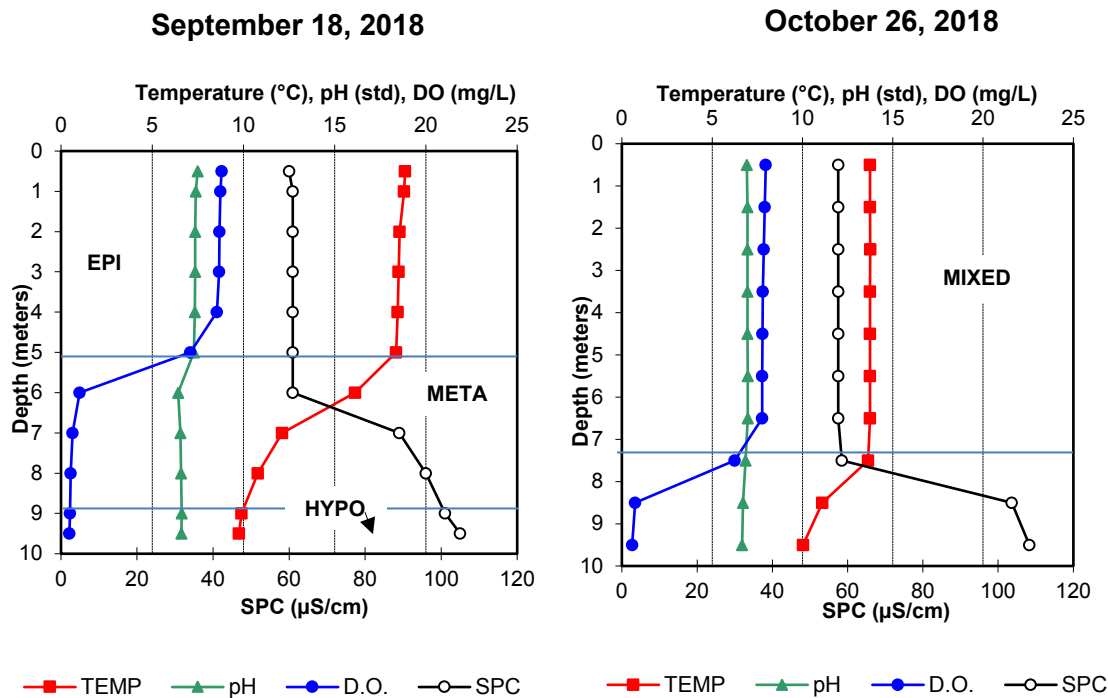 September 18, 2018
Temperature (°C), pH (std), DO (mg/L)
0 5 10 15 20 25
0
1
2
3
4
5
6
7
8
9
10
Depth (meters)
EPI
META
HYPO
0 20 40 60 80 100 120
SPC (µS/cm)
TEMP pH D.O. SPC
October 26, 2018
Temperature (°C), pH (std), DO (mg/L)
0 5 10 15 20 25
0
1
2
3
4
5
6
7
8
9
10
Depth (meters)
MIXED
0 20 40 60 80 100 120
SPC (µS/cm)
TEMP pH D.O. SPC